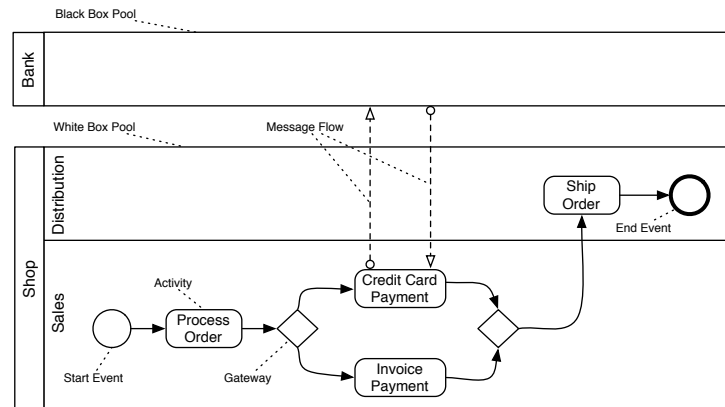 Black Box Pool
Bank
White Box Pool
Message Flow
Shop
Distribution
Ship
Order
End Event
Sales
Activity
Process
Order
Credit Card
Payment
Start Event
Gateway
Invoice
Payment